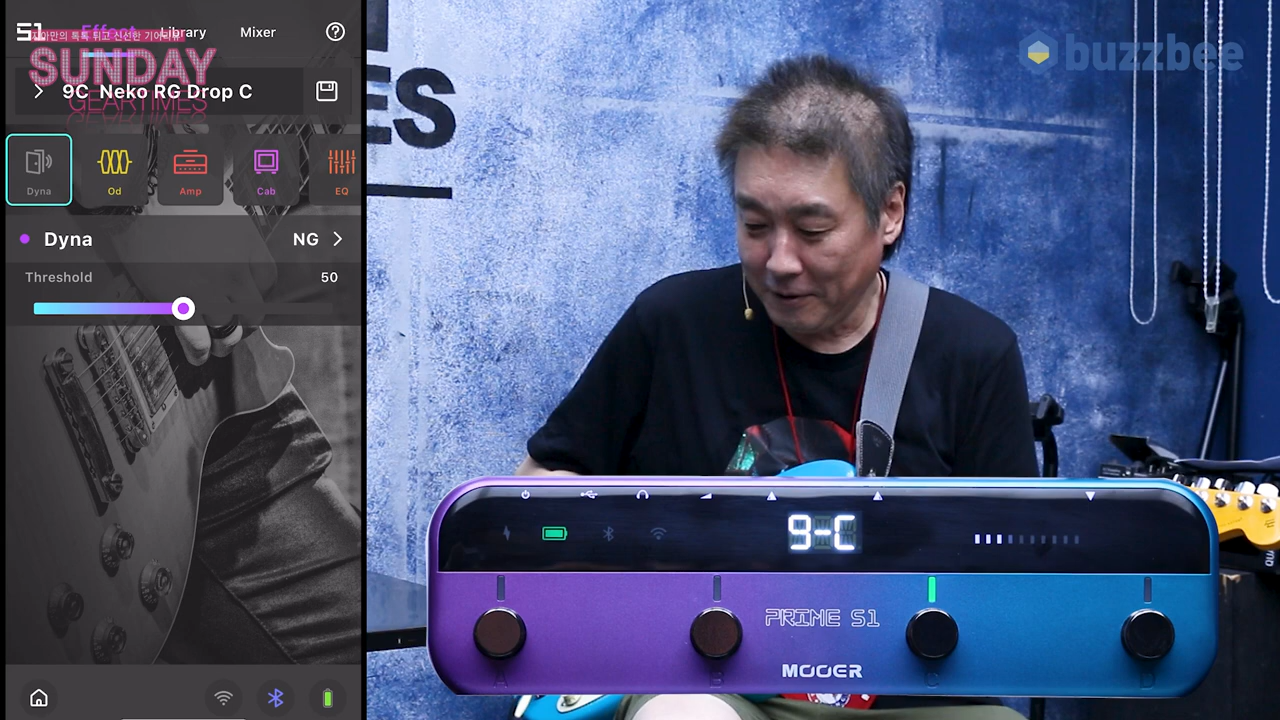 S1
Library
Mixer
SUNDAY
GEARTIMES
9C Neko RG Drop C
Dyna
Od
Amp
Cab
EQ
Dyna
NG
Threshold
50
ES
buzzbee
9-C
PRIME S1
MOOER
A
B
C
D